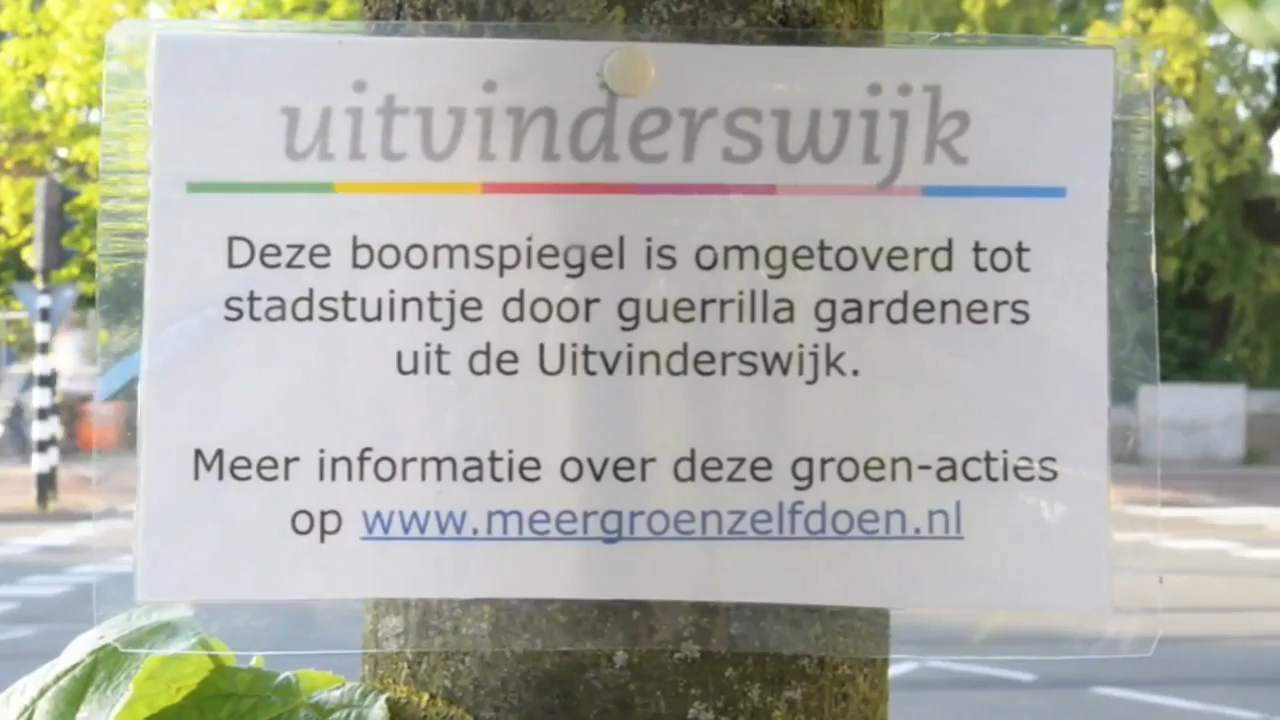 uitvinderswijk
Deze boomspiegel is omgetoverd tot
stadstuintje door guerrilla gardeners
uit de Uitvinderswijk.
Meer informatie over deze groen-acties
op www.meergroenzelfdoen.nl